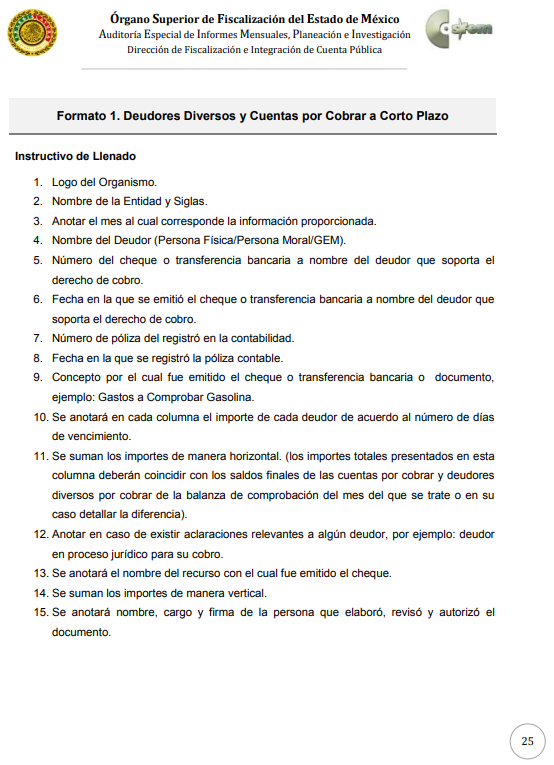 Órgano Superior de Fiscalización del Estado de México
Auditoría Especial de Informes Mensuales, Planeación e Investigación
Dirección de Fiscalización e Integración de Cuenta Pública
osfem
Formato 1. Deudores Diversos y Cuentas por Cobrar a Corto Plazo
Instructivo de Llenado
1. Logo del Organismo.
2. Nombre de la Entidad y Siglas.
3. Anotar el mes al cual corresponde la información proporcionada.
4. Nombre del Deudor (Persona Física/Persona Moral/GEM).
5. Número del cheque o transferencia bancaria a nombre del deudor que soporta el
derecho de cobro.
6. Fecha en la que se emitió el cheque o transferencia bancaria a nombre del deudor que
soporta el derecho de cobro.
7. Número de póliza del registró en la contabilidad.
8. Fecha en la que se registró la póliza contable.
9. Concepto por el cual fue emitido el cheque o transferencia bancaria o documento,
ejemplo: Gastos a Comprobar Gasolina.
10. Se anotará en cada columna el importe de cada deudor de acuerdo al número de días
de vencimiento.
11. Se suman los importes de manera horizontal. (los importes totales presentados en esta
columna deberán coincidir con los saldos finales de las cuentas por cobrar y deudores
diversos por cobrar de la balanza de comprobación del mes del que se trate o en su
caso detallar la diferencia).
12. Anotar en caso de existir aclaraciones relevantes a algún deudor, por ejemplo: deudor
en proceso jurídico para su cobro.
13. Se anotará el nombre del recurso con el cual fue emitido el cheque.
14. Se suman los importes de manera vertical.
15. Se anotará nombre, cargo y firma de la persona que elaboró, revisó y autorizó el
documento.
25